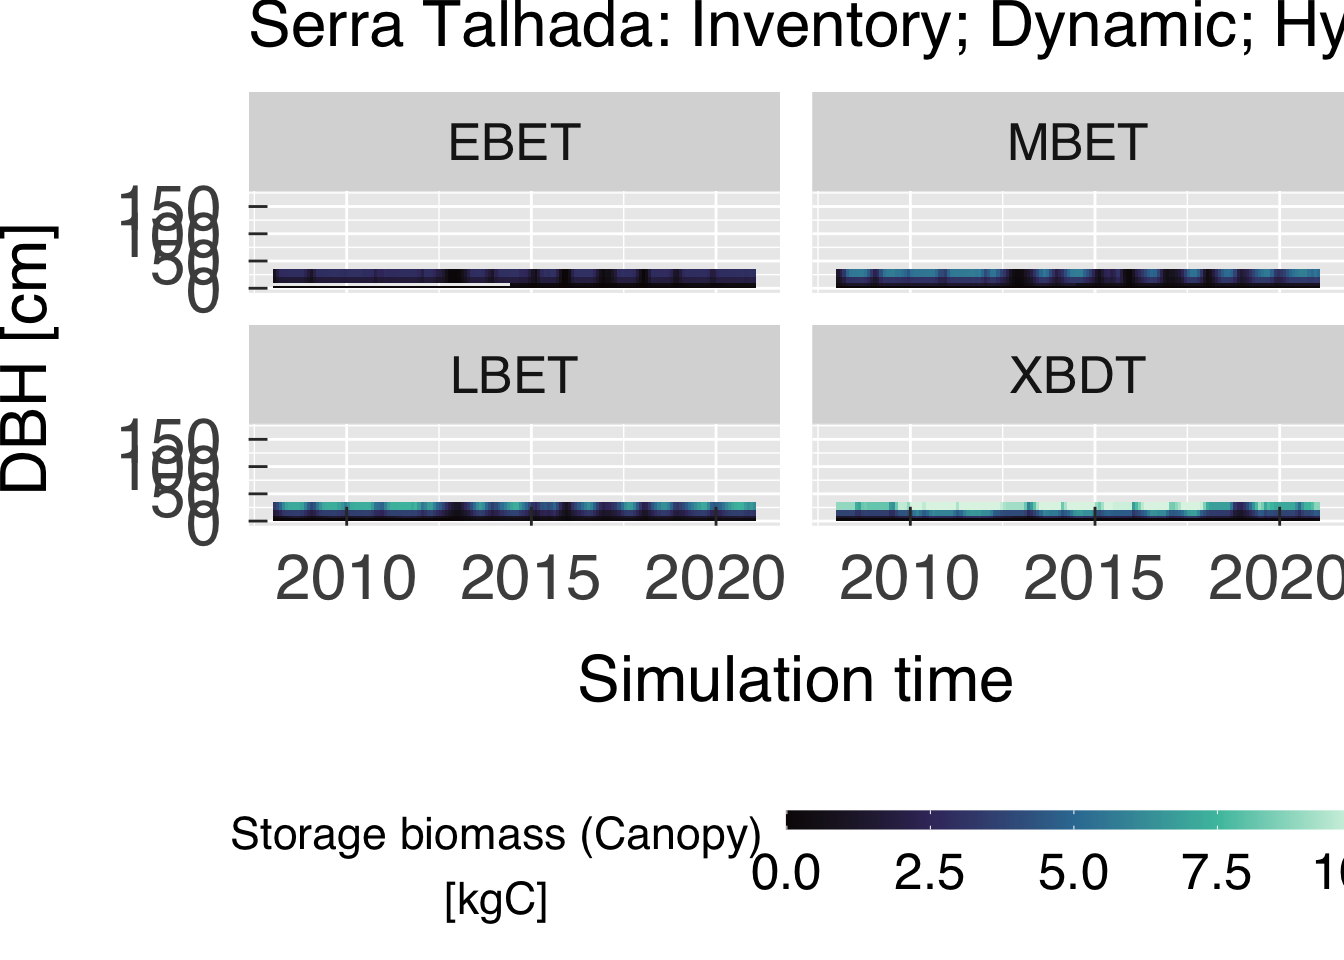 Serra Talhada: Inventory; Dynamic; Hy
EBET
MBET
150
100
50
0
LBET
XBDT
150
100
50
0
DBH [cm]
2010 2015 2020 2010 2015 2020
Simulation time
Storage biomass (Canopy)
[kgC]
0.0 2.5 5.0 7.5 10